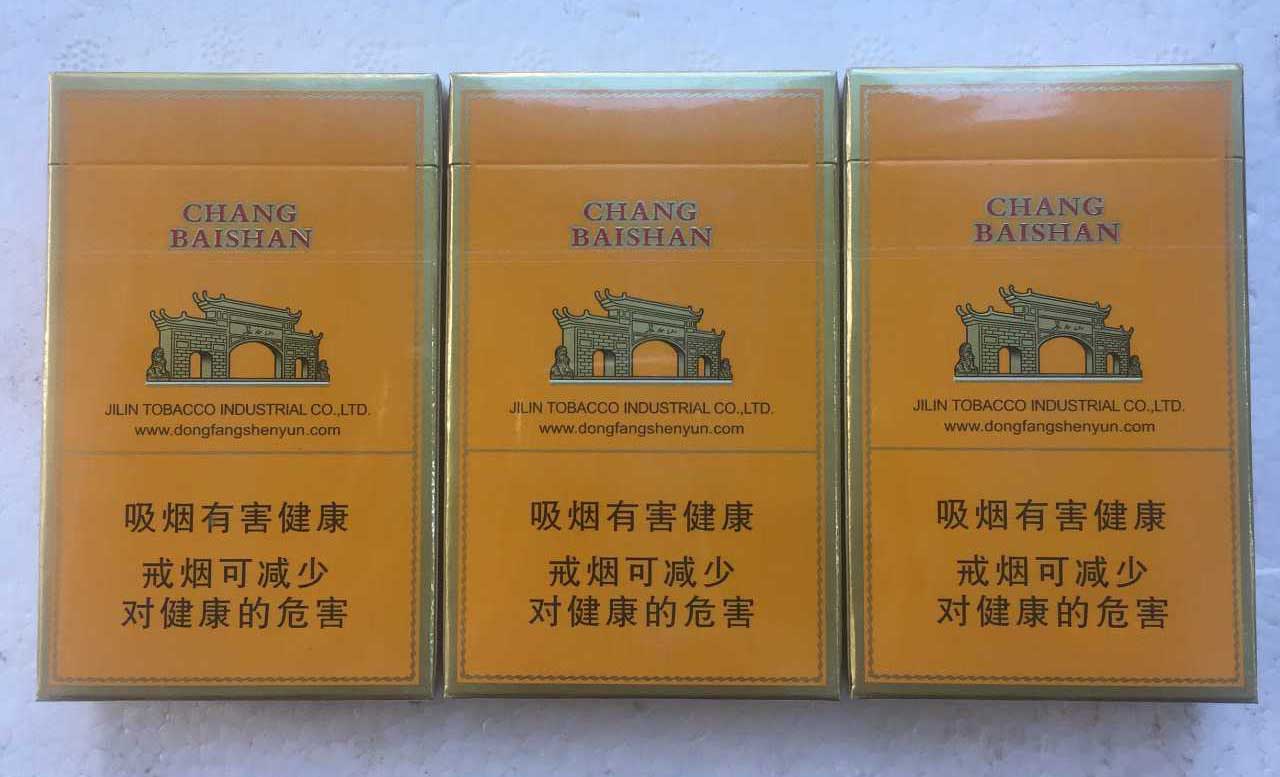 CHANG
BAISHAN
JILIN TOBACCO INDUSTRIAL CO.,LTD.
www.dongfangshenyun.com
吸烟有害健康
戒烟可减少
对健康的危害
CHANG
BAISHAN
JILIN TOBACCO INDUSTRIAL CO.,LTD.
www.dongfangshenyun.com
吸烟有害健康
戒烟可减少
对健康的危害
CHANG
BAISHAN
JILIN TOBACCO INDUSTRIAL CO.,LTD.
www.dongfangshenyun.com
吸烟有害健康
戒烟可减少
对健康的危害